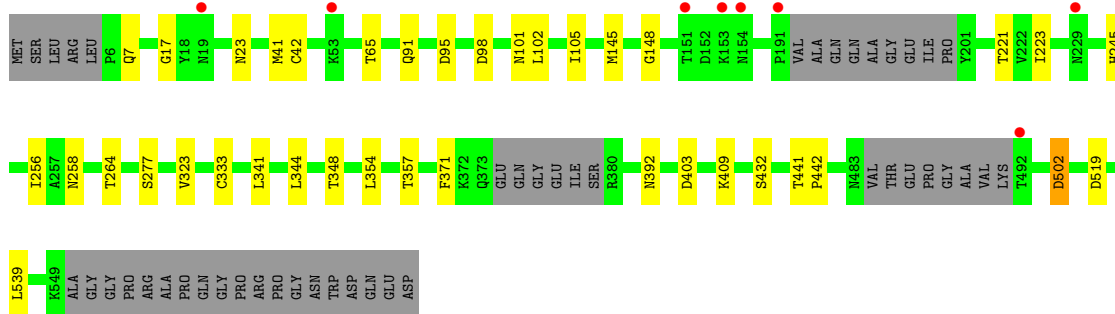 MET SER LEU ARG LEU P6 Q7 G17 Y18 N19 N23 M41 C42 K53 T65 Q91 D95 D98 N101 L102 I105 M145 G148 T151 D152 K153 N154 P191 VAL ALA GLN GLN ALA GLY GLU ILE PRO Y201 T221 V222 I223 N229 H245
I256 A257 N258 T264 S277 V323 C333 L341 L344 T348 L354 T357 F371 K372 Q373 GLU GLN GLY GLU ILE SER R380 N392 D403 K409 S432 T441 P442 N483 VAL THR GLU PRO GLY ALA VAL LYS T492 D502 D519
L539 K549 ALA GLY GLY PRO ARG ALA PRO GLN GLY PRO ARG PRO GLY ASN TRP ASP GLN GLU ASP